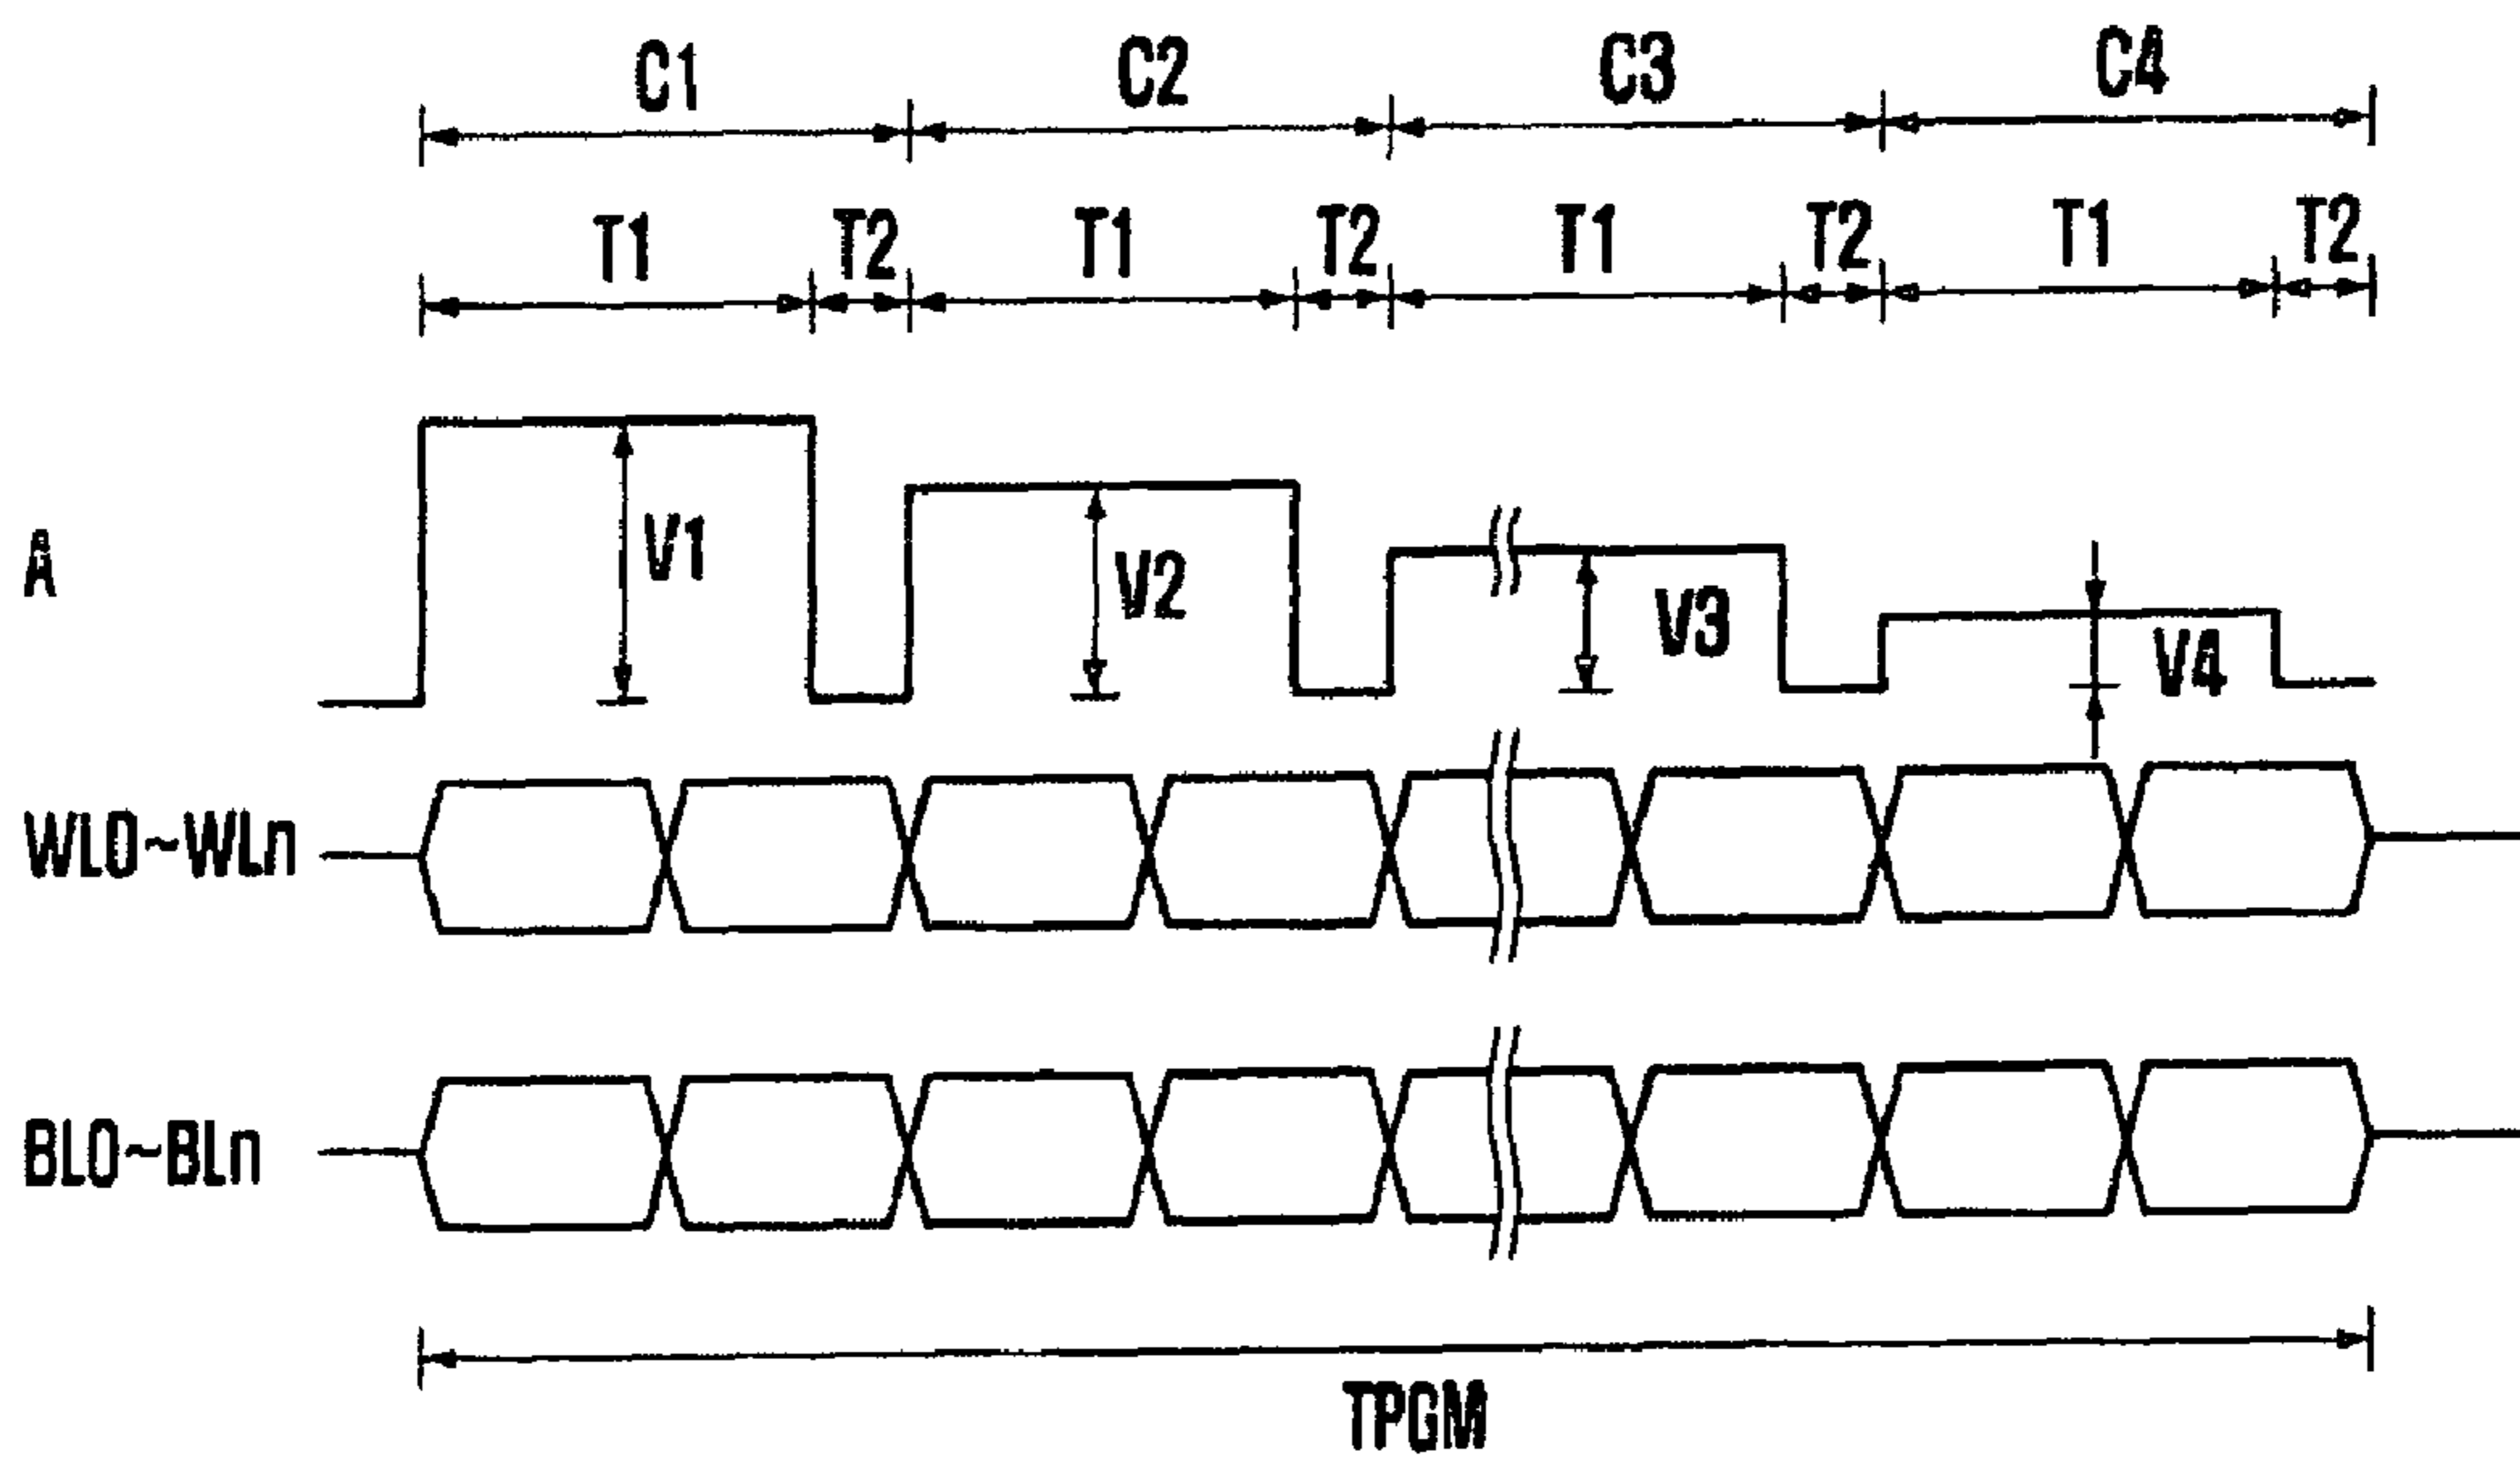 C1 C2 C3 C4
T1 T2 T1 T2 T1 T2 T1 T2
A V1 V2 V3 V4
WL0~WLn
BL0~BLn
TPGM